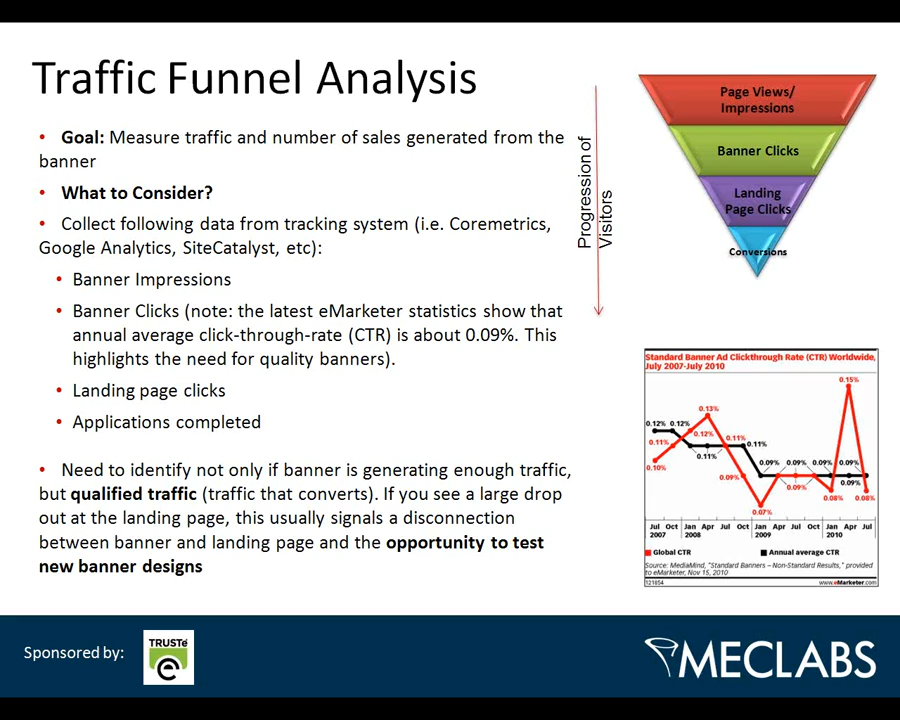 Traffic Funnel Analysis
• Goal: Measure traffic and number of sales generated from the
banner
• What to Consider?
• Collect following data from tracking system (i.e. Coremetrics,
Google Analytics, SiteCatalyst, etc):
• Banner Impressions
• Banner Clicks (note: the latest eMarketer statistics show that
annual average click-through-rate (CTR) is about 0.09%. This
highlights the need for quality banners).
• Landing page clicks
• Applications completed
• Need to identify not only if banner is generating enough traffic,
but qualified traffic (traffic that converts). If you see a large drop
out at the landing page, this usually signals a disconnection
between banner and landing page and the opportunity to test
new banner designs
Progression of
Visitors
Page Views/
Impressions
Banner Clicks
Landing
Page Clicks
Conversions
Standard Banner Ad Clickthrough Rate (CTR) Worldwide,
July 2007-July 2010
0.15%
0.13%
0.12% 0.12%
0.12%
0.11% 0.11%
0.11%
0.11%
0.10%
0.09% 0.09% 0.09% 0.09%
0.09% 0.09% 0.09%
0.08% 0.08%
0.07%
Jul Oct Jan Apr Jul Oct Jan Apr Jul Oct Jan Apr Jul
2007 2008 2009 2010
Global CTR Annual average CTR
Source: MediaMind, "Standard Banners – Non-Standard Results," provided
to eMarketer, Nov 15, 2010
121854 www.eMarketer.com
Sponsored by:
TRUSTe
e
MECLABS